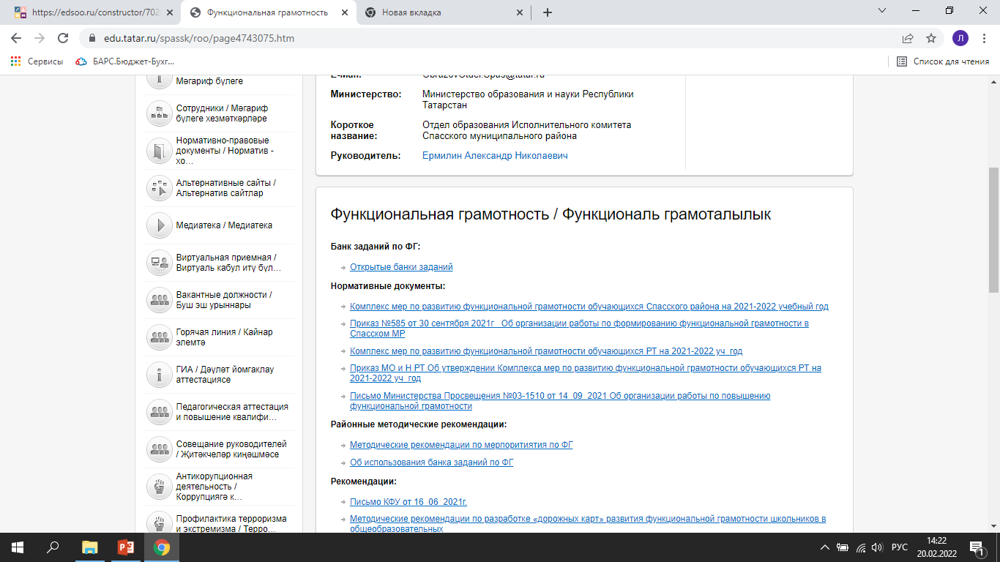 https://edsoo.ru/constructor/702
Функциональная грамотность
Новая вкладка
edu.tatar.ru/spassk/roo/page4743075.htm
Л
Сервисы
БАРС.Бюджет-Бухг...
Список для чтения
Мәгариф бүлеге
Сотрудники / Мәгариф
бүлеге хезмәткәрләре
Нормативно-правовые
документы / Норматив -
хо...
Альтернативные сайты /
Альтернатив сайтлар
Медиатека / Медиатека
Виртуальная приемная /
Виртуаль кабул итү бүл...
Вакантные должности /
Буш эш урыннары
Горячая линия / Кайнар
элемтә
ГИА / Дәүләт йомгаклау
аттестациясе
Педагогическая аттестация
и повышение квалифи...
Совещание руководителей
/ Җитәкчеләр киңәшмәсе
Антикорупционная
деятельность /
Коррупциягә к...
Профилактика терроризма
и экстремизма / Терро...
E-Mail:
ObrazovOtdel.Spas@tatar.ru
Министерство:
Министерство образования и науки Республики
Татарстан
Короткое
название:
Отдел образования Исполнительного комитета
Спасского муниципального района
Руководитель:
Ермилин Александр Николаевич
Функциональная грамотность / Функциональ грамоталылык
Банк заданий по ФГ:
Открытые банки заданий
Нормативные документы:
Комплекс мер по развитию функциональной грамотности обучающихся Спасского района на 2021-2022 учебный год
Приказ №585 от 30 сентября 2021г_ Об организации работы по формированию функциональной грамотности в
Спасском МР
Комплекс мер по развитию функциональной грамотности обучающихся РТ на 2021-2022 уч_год
Приказ МО и Н РТ Об утверждении Комплекса мер по развитию функциональной грамотности обучающихся РТ на
2021-2022 уч_год
Письмо Министерства Просвещения №03-1510 от 14_09_2021 Об организации работы по повышению
функциональной грамотности
Районные методические рекомендации:
Методические рекомендации по мерпоритиятия по ФГ
Об использования банка заданий по ФГ
Рекомендации:
Письмо КФУ от 16_06_2021г.
Методические рекомендации по разработке «дорожных карт» развития функциональной грамотности школьников в
общеобразовательных
РУС
14:22
20.02.2022
1